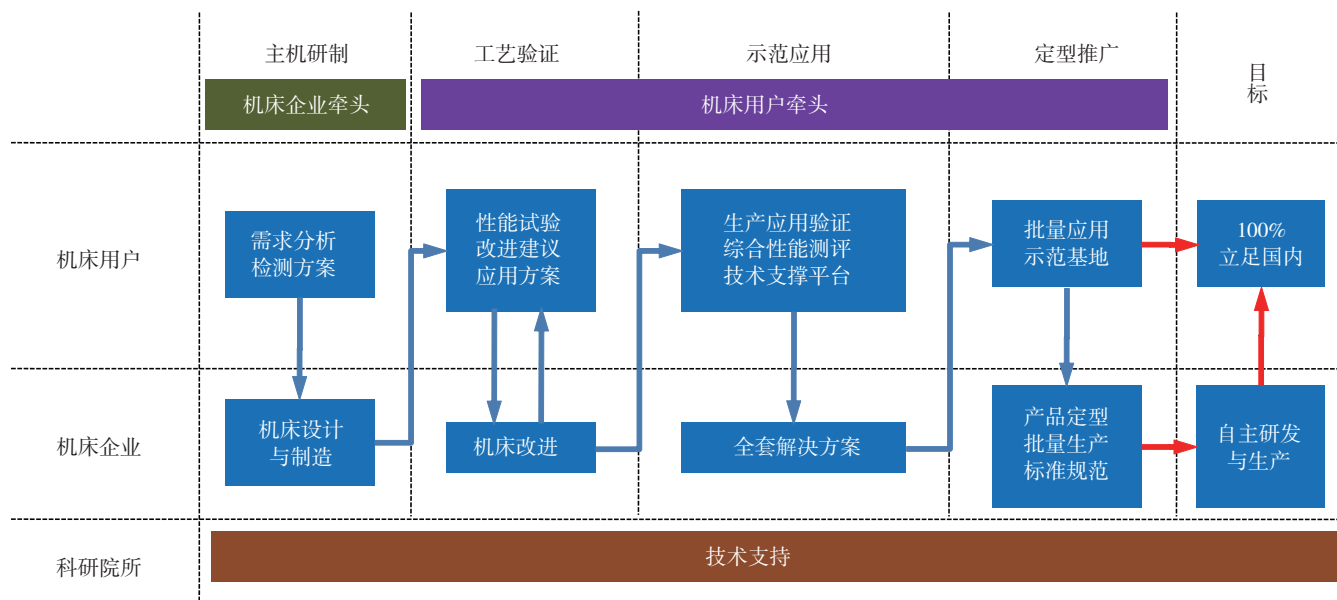 主机研制
工艺验证
示范应用
定型推广
目
标
机床企业牵头
机床用户牵头
机床用户
需求分析
检测方案
性能试验
改进建议
应用方案
生产应用验证
综合性能测评
技术支撑平台
批量应用
示范基地
100%
立足国内
机床企业
机床设计
与制造
机床改进
全套解决方案
产品定型
批量生产
标准规范
自主研发
与生产
科研院所
技术支持